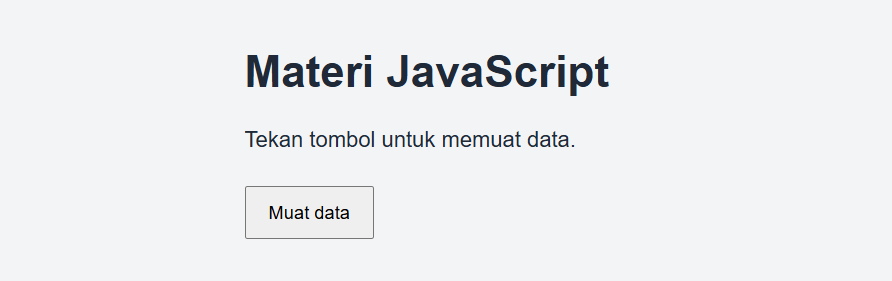 Materi JavaScript
Tekan tombol untuk memuat data.
Muat data